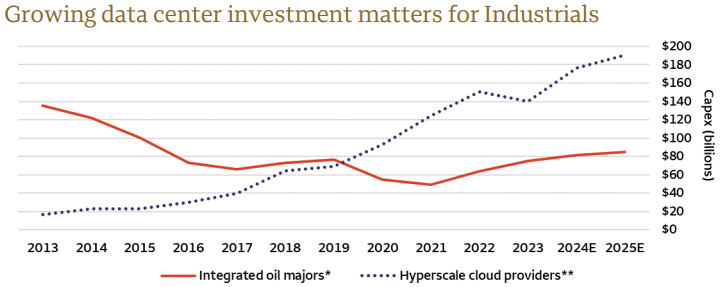 Growing data center investment matters for Industrials
$200
$180
$160
$140
$120
$100
$80
$60
$40
$20
$0
Capex (billions)
2013 2014 2015 2016 2017 2018 2019 2020 2021 2022 2023 2024E 2025E
Integrated oil majors* Hyperscale cloud providers**